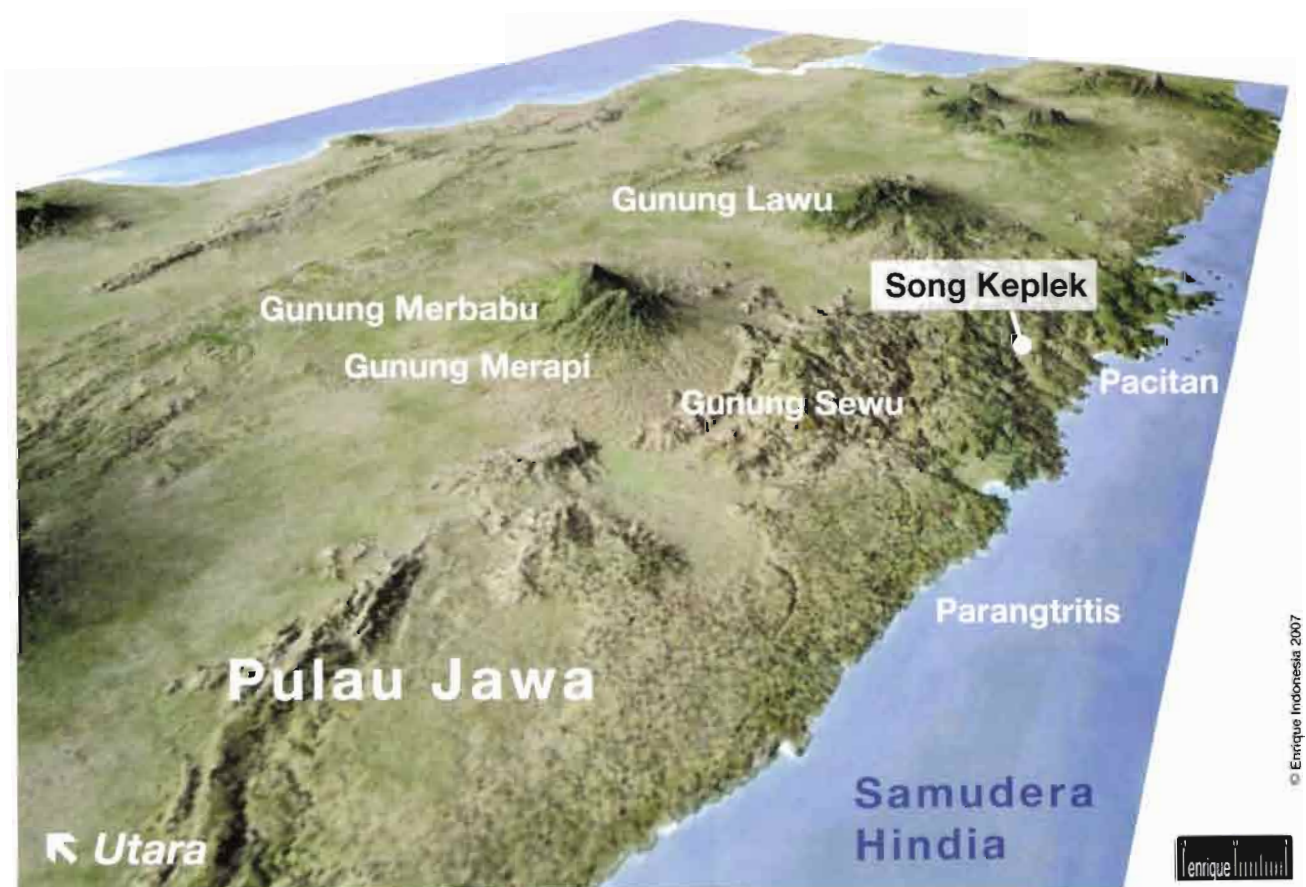 Gunung Lawu
Song Keplek
Gunung Merbabu
Gunung Merapi
Pacitan
Gunung Sewu
Parangtritis
Pulau Jawa
Samudera
Hindia
Utara
© Enrique Indonesia 2007
enrique